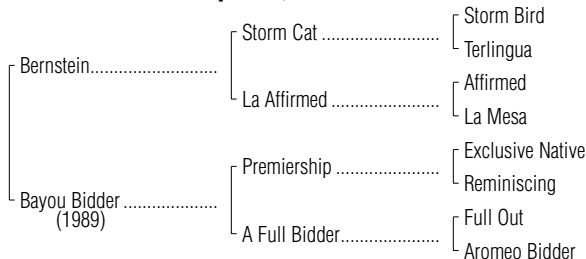 Storm Bird
Storm Cat ........................
Terlingua
Bernstein..........................
Affirmed
La Affirmed ......................
La Mesa
Exclusive Native
Premiership .....................
Reminiscing
Bayou Bidder ...................
(1989)
Full Out
A Full Bidder....................
Aromeo Bidder